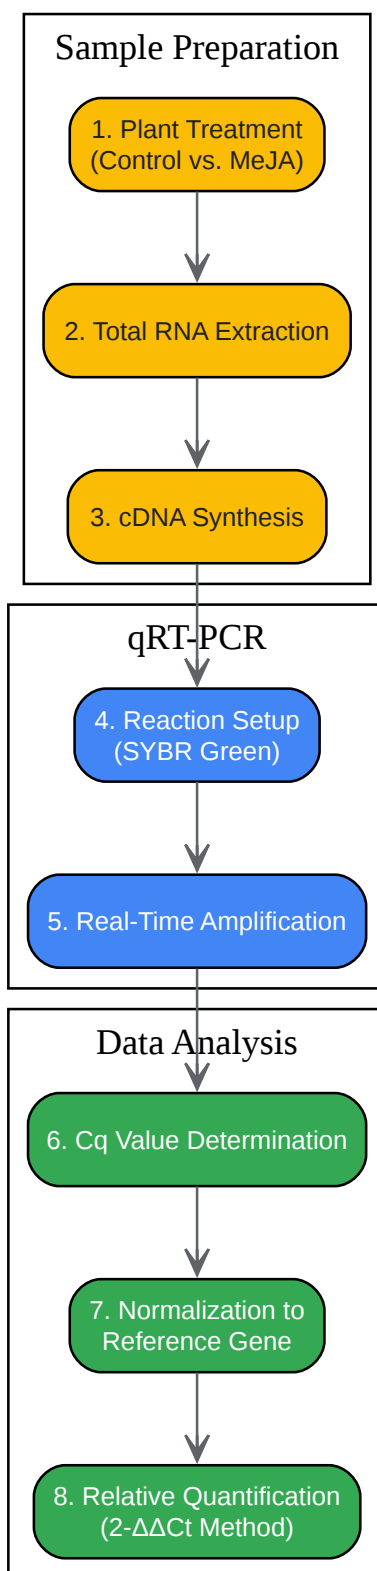 Sample Preparation
1. Plant Treatment
(Control vs. MeJA)
2. Total RNA Extraction
3. cDNA Synthesis
qRT-PCR
4. Reaction Setup
(SYBR Green)
5. Real-Time Amplification
Data Analysis
6. Cq Value Determination
7. Normalization to
Reference Gene
8. Relative Quantification
(2-ΔΔCt Method)